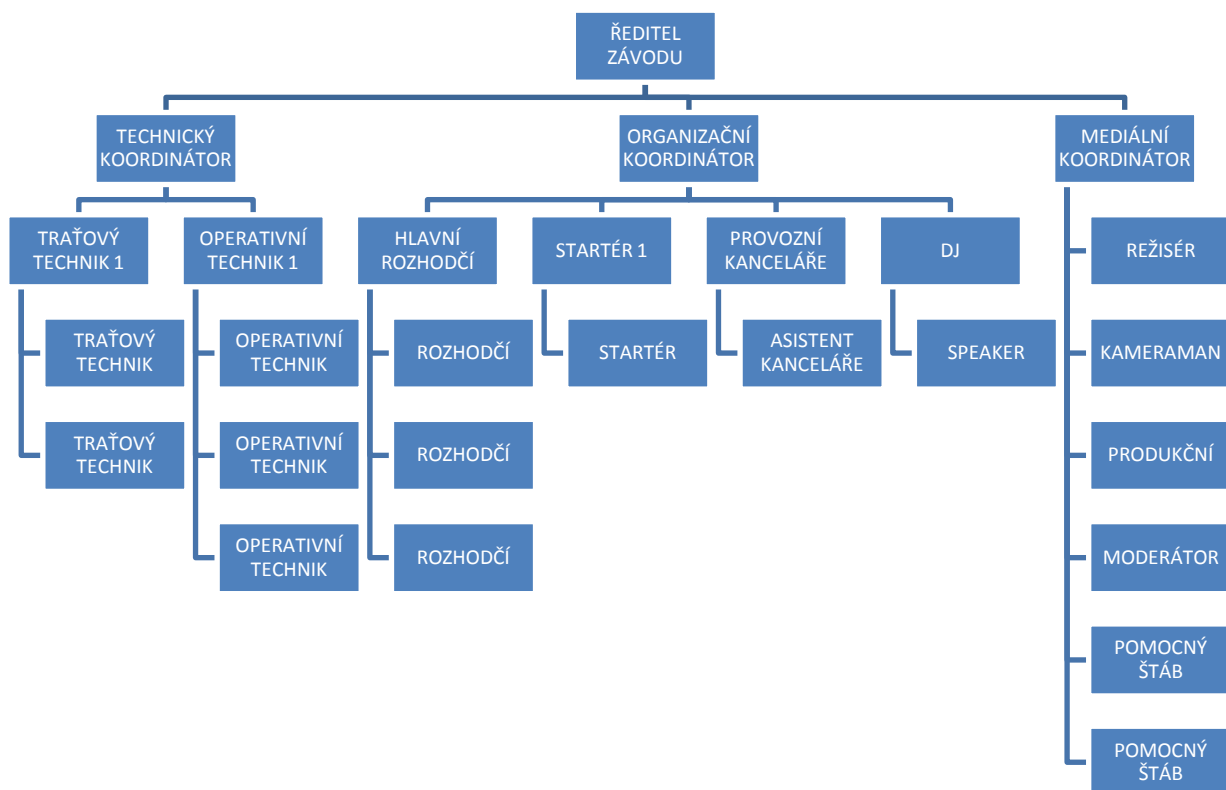 ŘEDITEL
ZÁVODU
TECHNICKÝ
KOORDINÁTOR
ORGANIZAČNÍ
KOORDINÁTOR
MEDIÁLNÍ
KOORDINÁTOR
TRAŤOVÝ
TECHNIK 1
OPERATIVNÍ
TECHNIK 1
HLAVNÍ
ROZHODČÍ
STARTÉR 1
PROVOZNÍ
KANCELÁŘE
DJ
REŽISÉR
TRAŤOVÝ
TECHNIK
OPERATIVNÍ
TECHNIK
ROZHODČÍ
STARTÉR
ASISTENT
KANCELÁŘE
SPEAKER
KAMERAMAN
TRAŤOVÝ
TECHNIK
OPERATIVNÍ
TECHNIK
ROZHODČÍ
PRODUKČNÍ
OPERATIVNÍ
TECHNIK
ROZHODČÍ
MODERÁTOR
POMOCNÝ
ŠTÁB
POMOCNÝ
ŠTÁB